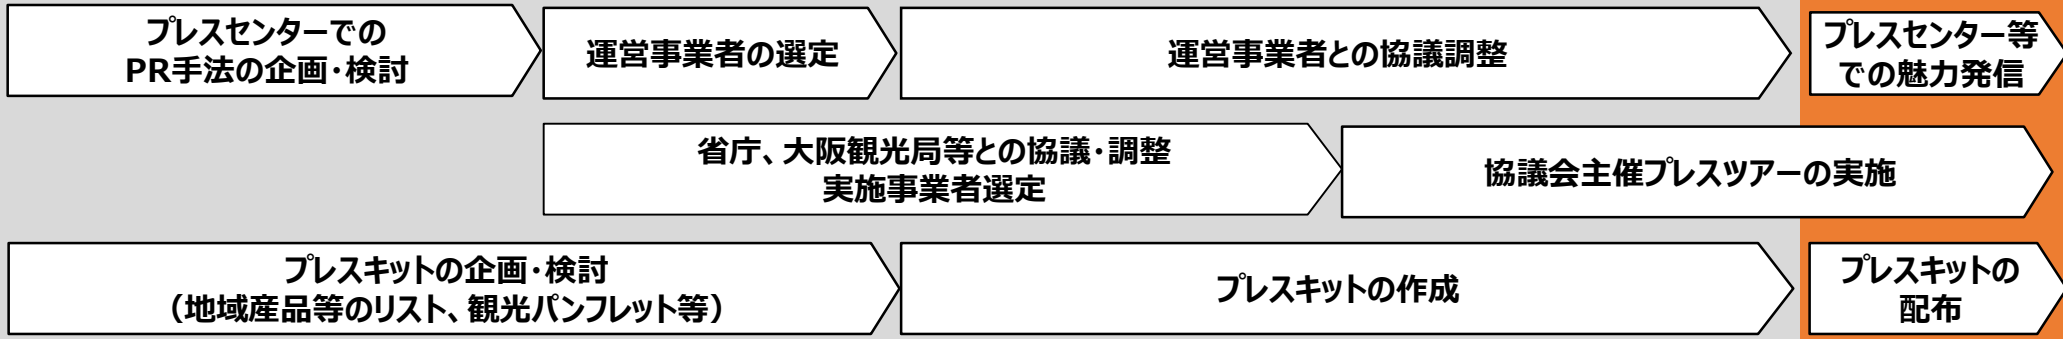 プレスセンターでの
PR手法の企画・検討
運営事業者の選定
運営事業者との協議調整
プレスセンター等
での魅力発信
省庁、大阪観光局等との協議・調整
実施事業者選定
協議会主催プレスツアーの実施
プレスキットの企画・検討
（地域産品等のリスト、観光パンフレット等）
プレスキットの作成
プレスキットの
配布